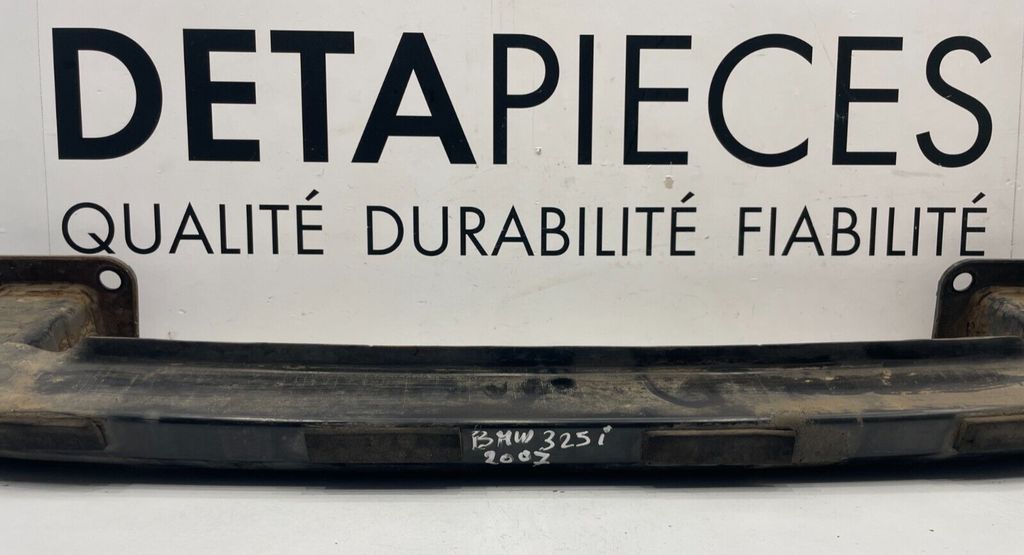 DETAPIECES
QUALITÉ DURABILITÉ FIABILITÉ
BMW 325i
2007